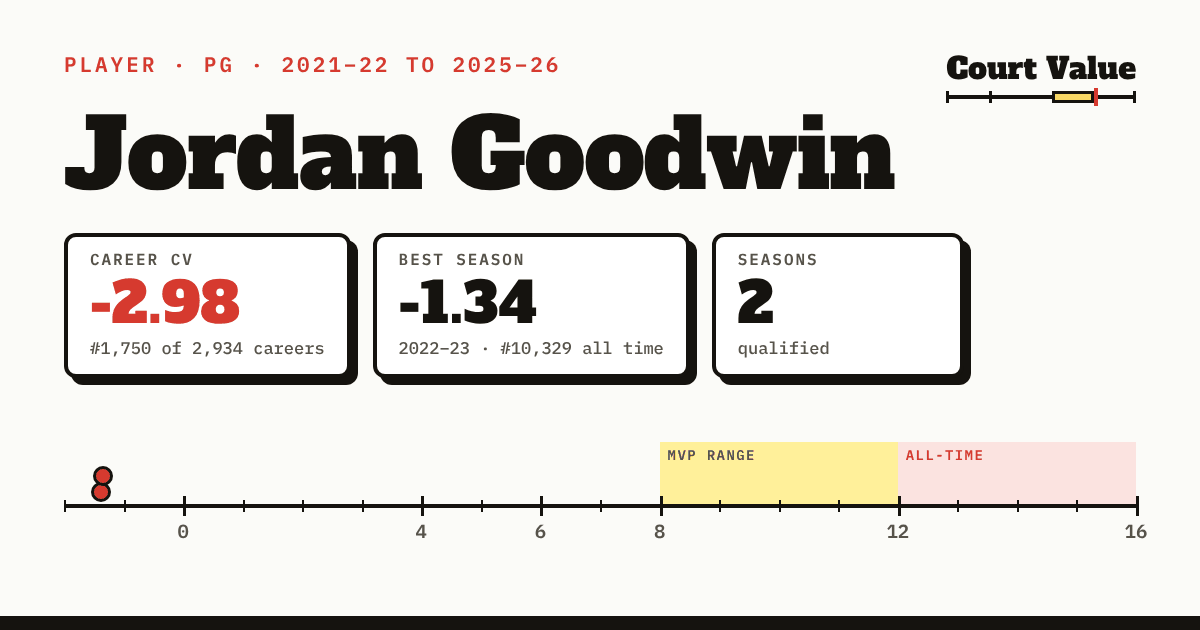 PLAYER · PG · 2021–22 TO 2025–26
Court Value
Jordan Goodwin
CAREER CV
-2.98
#1,750 of 2,934 careers
BEST SEASON
-1.34
2022–23 · #10,329 all time
SEASONS
2
qualified
MVP RANGE
ALL-TIME
0 4 6 8 12 16